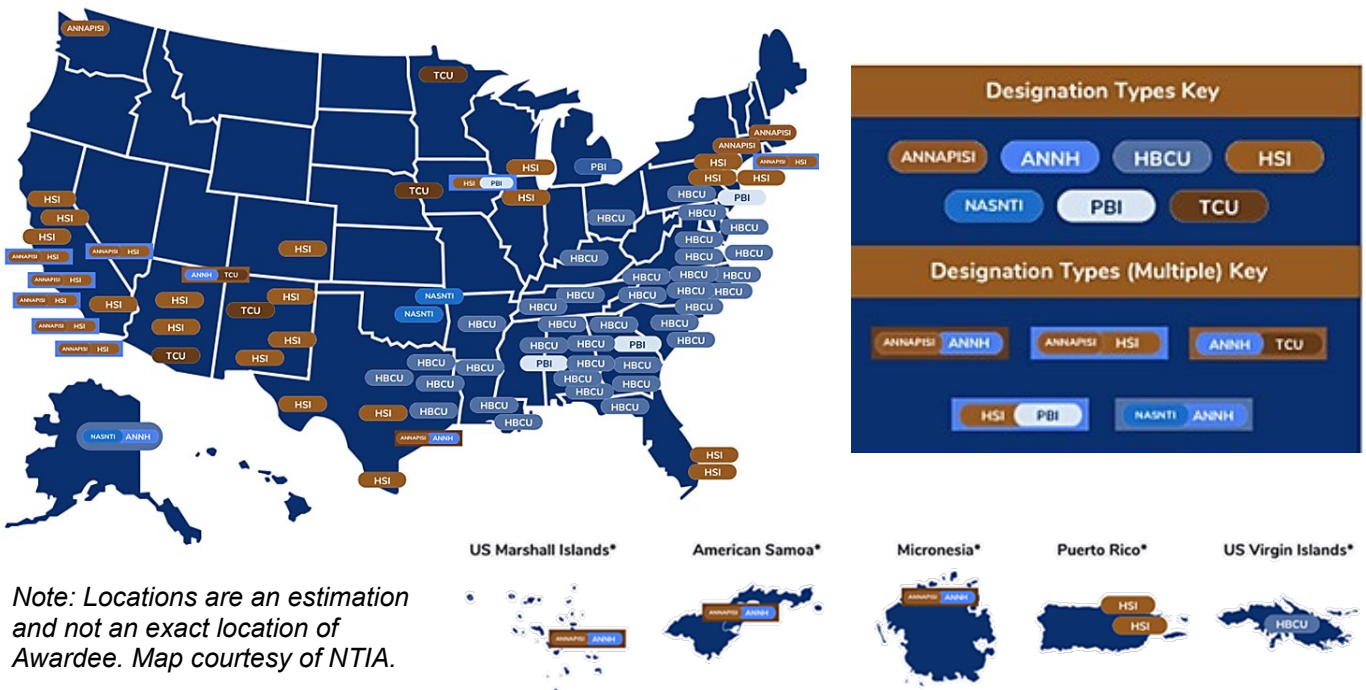 ANNAPISI
TCU
ANNAPISI
ANNAPISI
HSI
ANNAPISI HSI
HSI
PBI
HSI PBI
HSI
HSI
TCU
HSI
HBCU
PBI
HSI
HSI
HBCU
HBCU
HBCU
HSI
HBCU
ANNAPISI HSI
ANNAPISI HSI
HSI
HBCU
HBCU
HBCU
ANNH TCU
ANNAPISI HSI
HBCU
HBCU
HBCU
ANNAPISI HSI
HSI
HSI
HSI
NASNTI
HBCU
HBCU
HBCU
HBCU
TCU
HBCU
HBCU
NASNTI
ANNAPISI HSI
HSI
HBCU
HBCU
HBCU
HBCU
ANNAPISI HSI
TCU
HSI
HSI
HBCU
HBCU
PBI
HBCU
HBCU
HBCU
PBI
HBCU
HBCU
HBCU
HBCU
HBCU
HBCU
HBCU
HSI
HSI
HBCU
HBCU
HBCU
HBCU
NASNTI ANNH
ANNAPISI ANNH
HSI
HSI
HSI
Designation Types Key
ANNAPISI ANNH HBCU HSI
NASNTI PBI TCU
Designation Types (Multiple) Key
ANNAPISI ANNH ANNAPISI HSI ANNH TCU
HSI PBI NASNTI ANNH
US Marshall Islands* American Samoa* Micronesia* Puerto Rico* US Virgin Islands*
ANNAPISI ANNH
ANNAPISI ANNH
ANNAPISI ANNH
HSI
HSI
HBCU
Note: Locations are an estimation
and not an exact location of
Awardee. Map courtesy of NTIA.